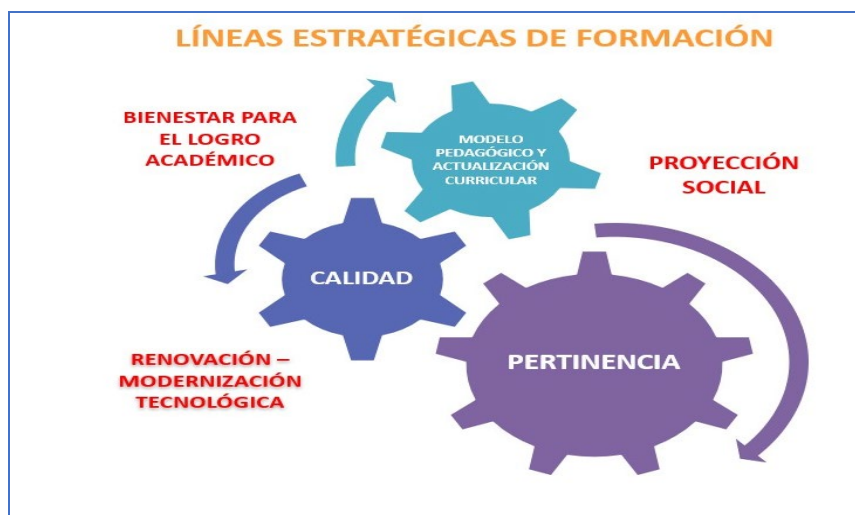 LÍNEAS ESTRATÉGICAS DE FORMACIÓN
BIENESTAR PARA
EL LOGRO
ACADÉMICO
MODELO
PEDAGÓGICO Y
ACTUALIZACIÓN
CURRICULAR
PROYECCIÓN
SOCIAL
CALIDAD
RENOVACIÓN –
MODERNIZACIÓN
TECNOLÓGICA
PERTINENCIA